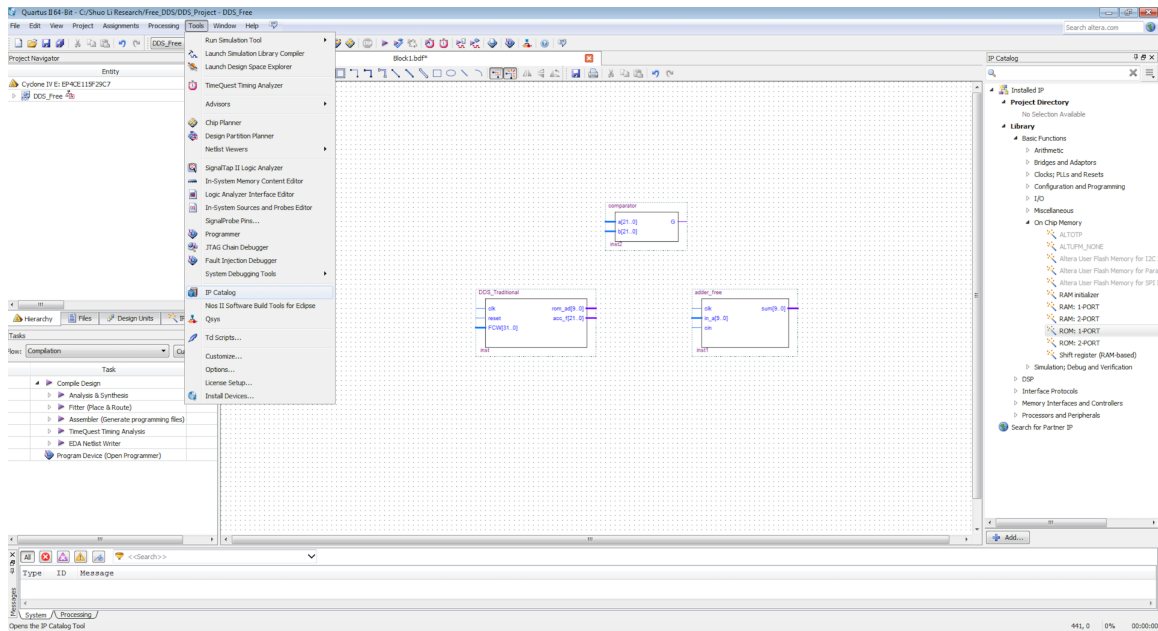 Quartus II 64-Bit - C:/Shuo Li Research/Free_DDS/DDS_Project - DDS_Free
File Edit View Project Assignments Processing Tools Window Help
Search altera.com
DDS_Free
Project Navigator
Entity
Cyclone IV E: EP4CE115F29C7
DDS_Free
Hierarchy Files Design Units
Tasks
Flow: Compilation
Task
Compile Design
Analysis & Synthesis
Fitter (Place & Route)
Assembler (Generate programming files)
TimeQuest Timing Analysis
EDA Netlist Writer
Program Device (Open Programmer)
Run Simulation Tool
Launch Simulation Library Compiler
Launch Design Space Explorer
TimeQuest Timing Analyzer
Advisors
Chip Planner
Design Partition Planner
Netlist Viewers
SignalTap II Logic Analyzer
In-System Memory Content Editor
Logic Analyzer Interface Editor
In-System Sources and Probes Editor
SignalProbe Pins...
Programmer
JTAG Chain Debugger
Fault Injection Debugger
System Debugging Tools
IP Catalog
Nios II Software Build Tools for Eclipse
Qsys
Tcl Scripts...
Customize...
Options...
License Setup...
Install Devices...
Block1.bdf*
comparator
a[21..0] G
b[21..0]
inst2
DDS_Traditional
clk rom_ad[9..0]
reset acc_f[21..0]
FCW[31..0]
inst
adder_free
clk sum[9..0]
in_a[9..0]
cin
inst1
IP Catalog
Installed IP
Project Directory
No Selection Available
Library
Basic Functions
Arithmetic
Bridges and Adaptors
Clocks; PLLs and Resets
Configuration and Programming
I/O
Miscellaneous
On Chip Memory
ALTOTP
ALTUFM_NONE
Altera User Flash Memory for I2C
Altera User Flash Memory for Para
Altera User Flash Memory for SPI
RAM initializer
RAM: 1-PORT
RAM: 2-PORT
ROM: 1-PORT
ROM: 2-PORT
Shift register (RAM-based)
Simulation; Debug and Verification
DSP
Interface Protocols
Memory Interfaces and Controllers
Processors and Peripherals
Search for Partner IP
Add...
All <<Search>>
Type ID Message
Messages
System Processing
Opens the IP Catalog Tool
441, 0 0% 00:00:00